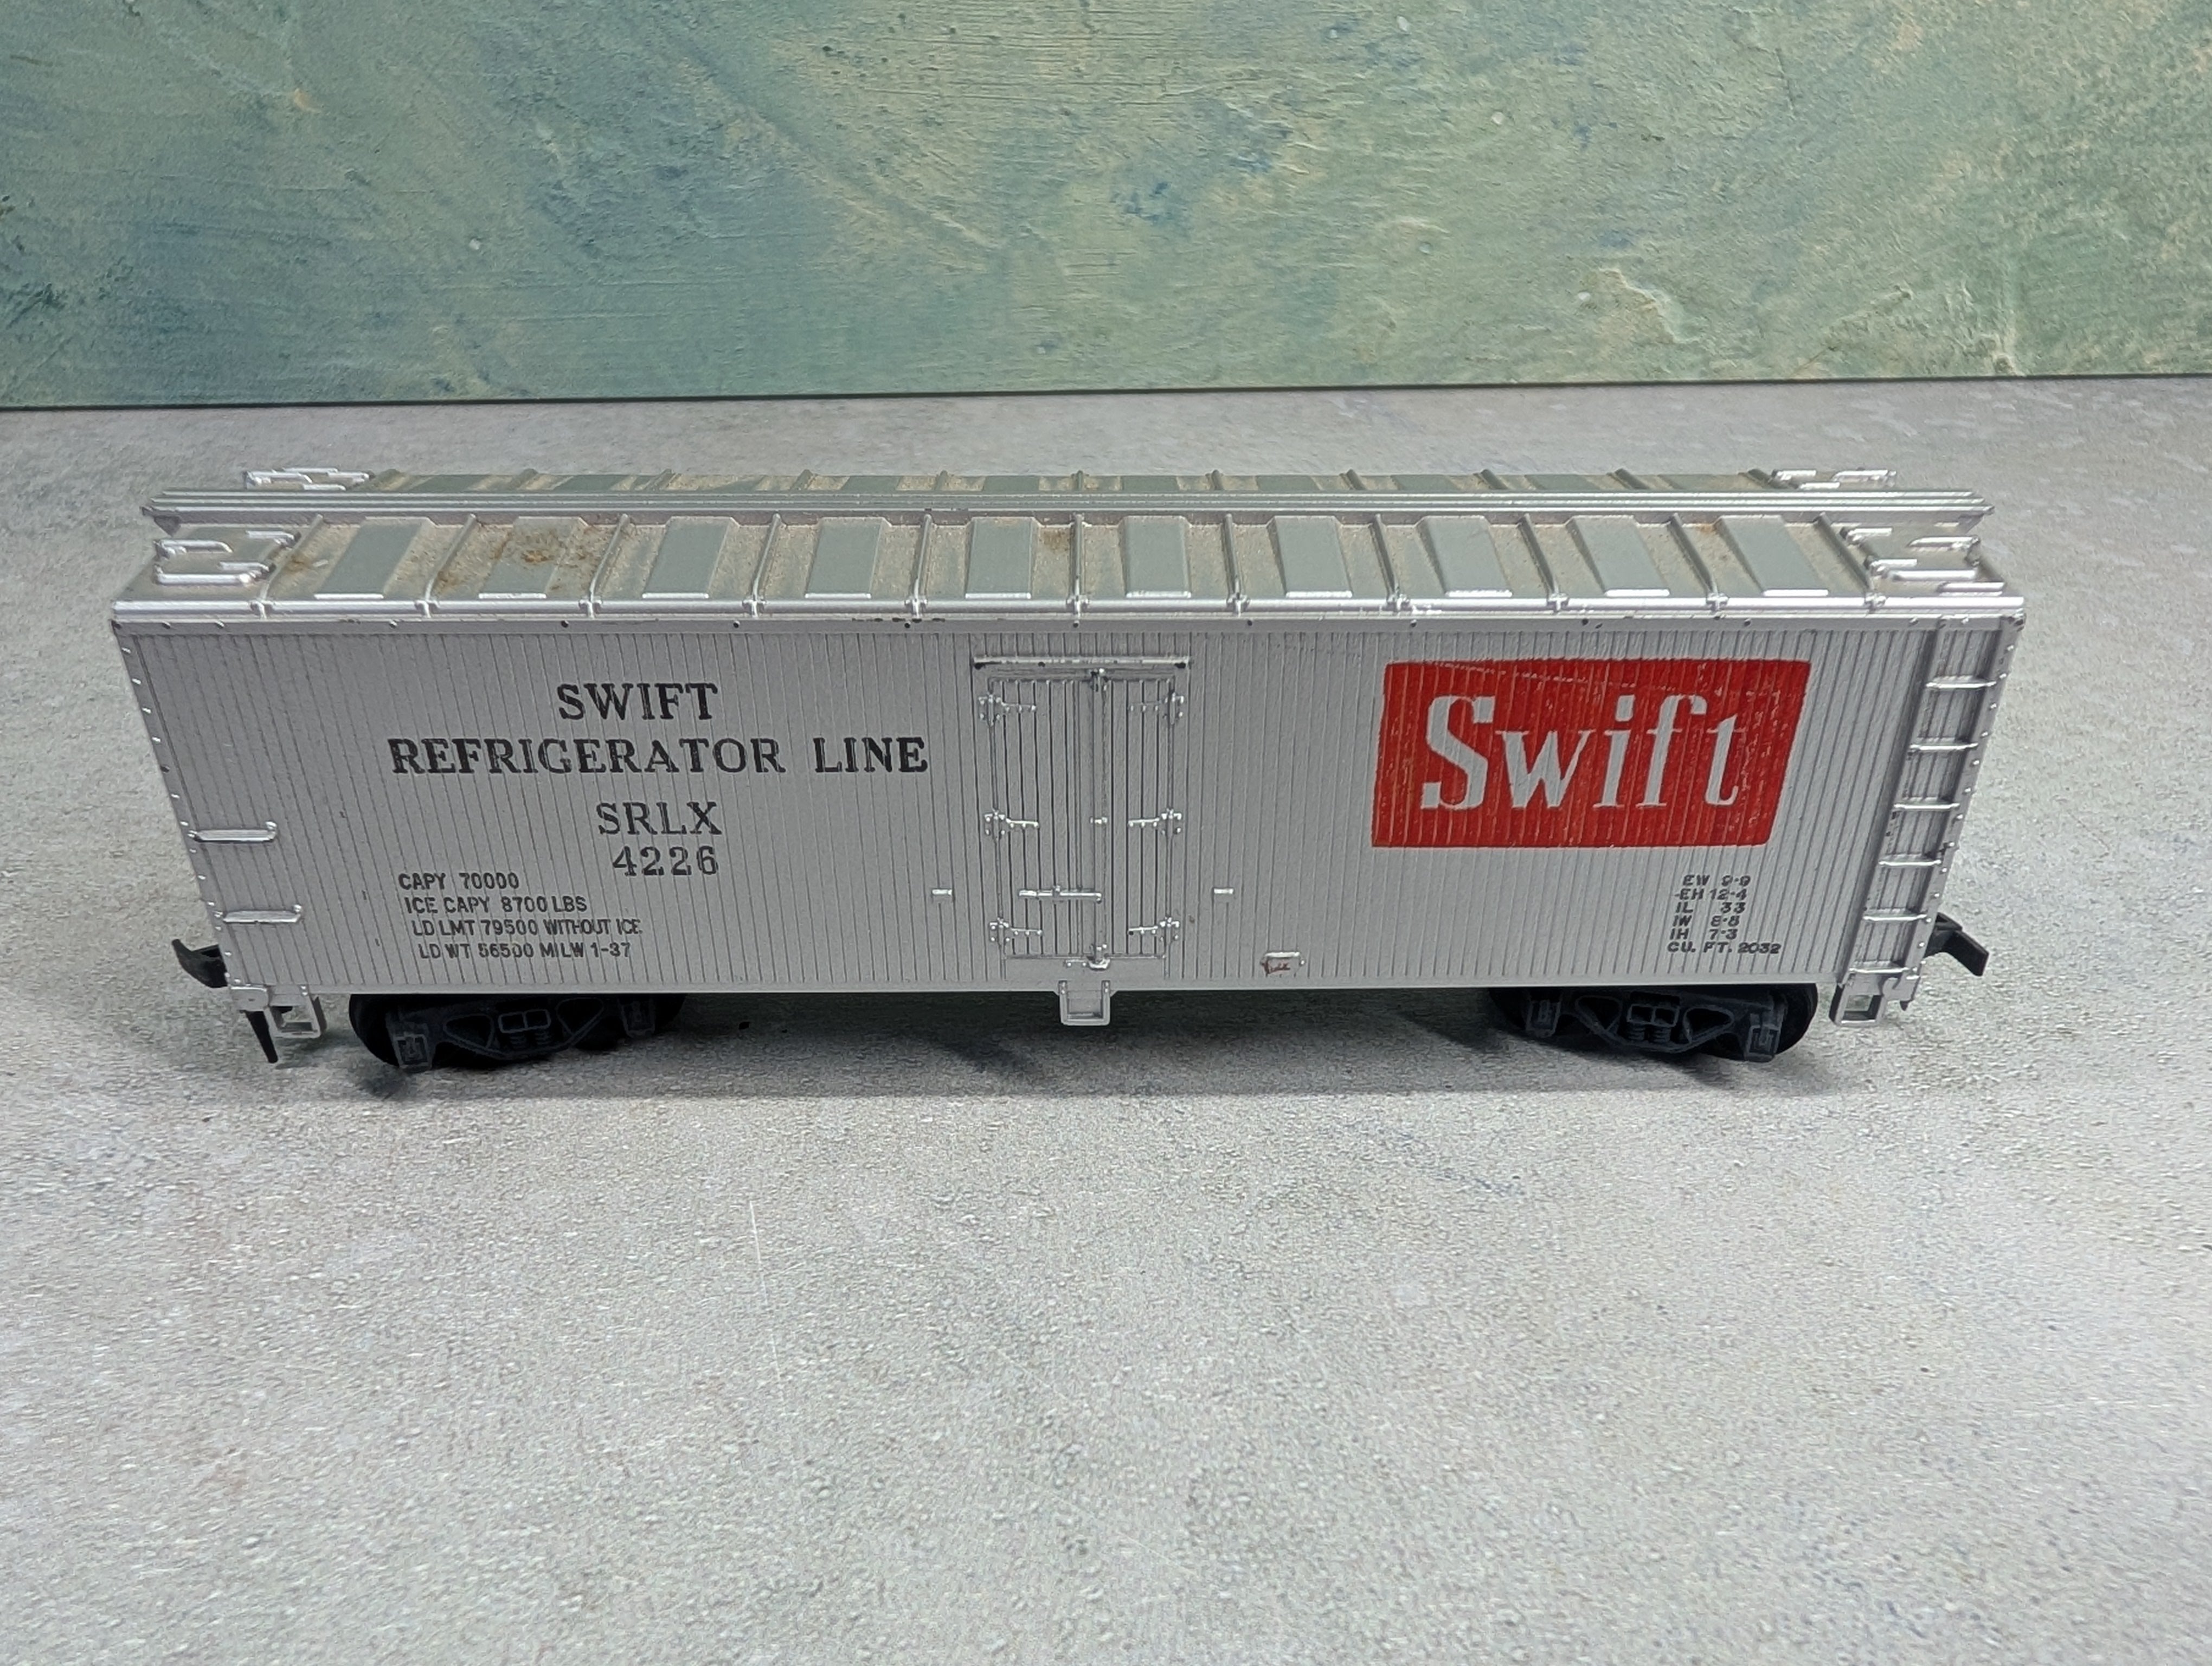 SWIFT
REFRIGERATOR LINE
SRLX
4226
CAPY 70000
ICE CAPY 8700 LBS
LD LMT 79500 WITHOUT ICE
LD WT 56500 MILW 1-37
Swift
EW 9-9
EH 12-4
IL 33
IW 8-5
IH 7-3
CU. FT. 2032